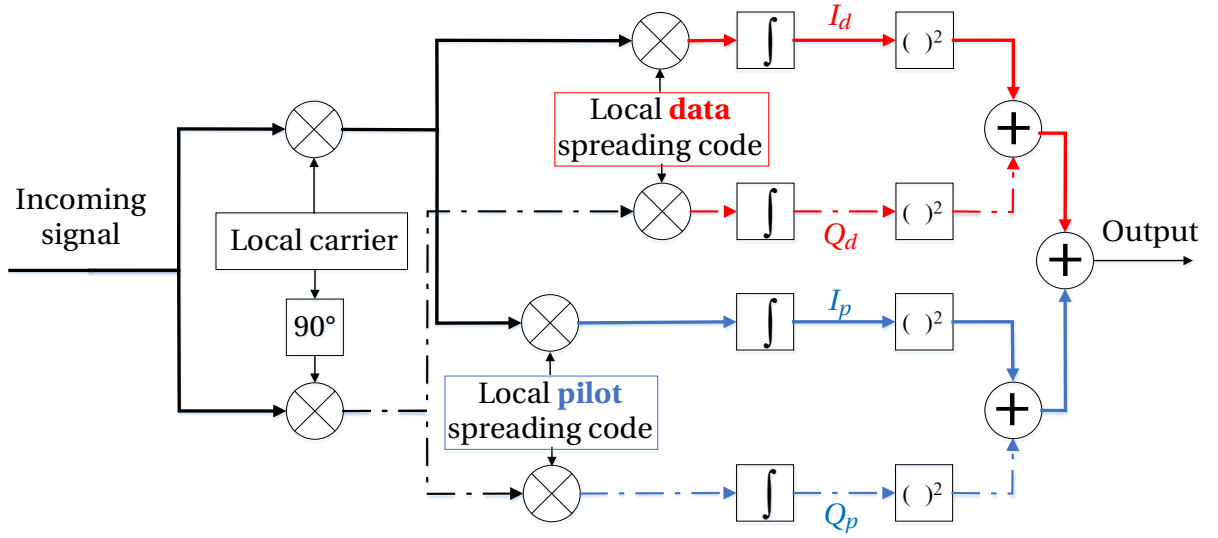 I_d
∫
( )²
Local data
spreading code
∫
( )²
Q_d
Incoming
signal
Local carrier
90°
Output
I_p
∫
( )²
Local pilot
spreading code
∫
( )²
Q_p
+
+
+